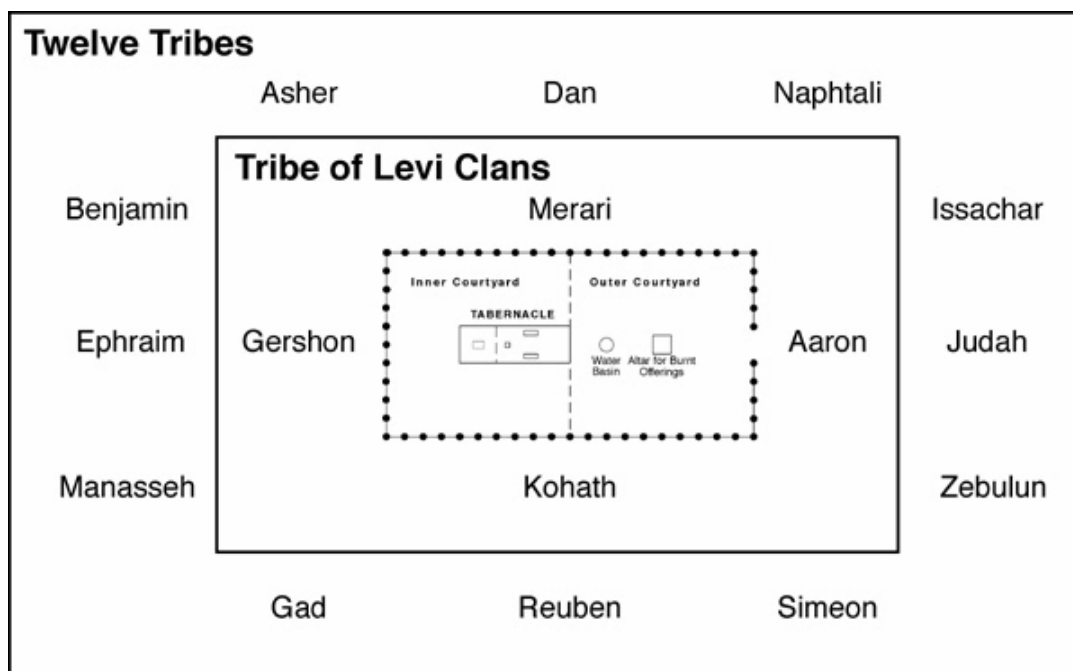 Twelve Tribes
Asher Dan Naphtali
Tribe of Levi Clans
Benjamin Merari Issachar
Inner Courtyard Outer Courtyard
TABERNACLE
Ephraim Gershon Aaron Judah
Water Basin
Altar for Burnt Offerings
Manasseh Kohath Zebulun
Gad Reuben Simeon